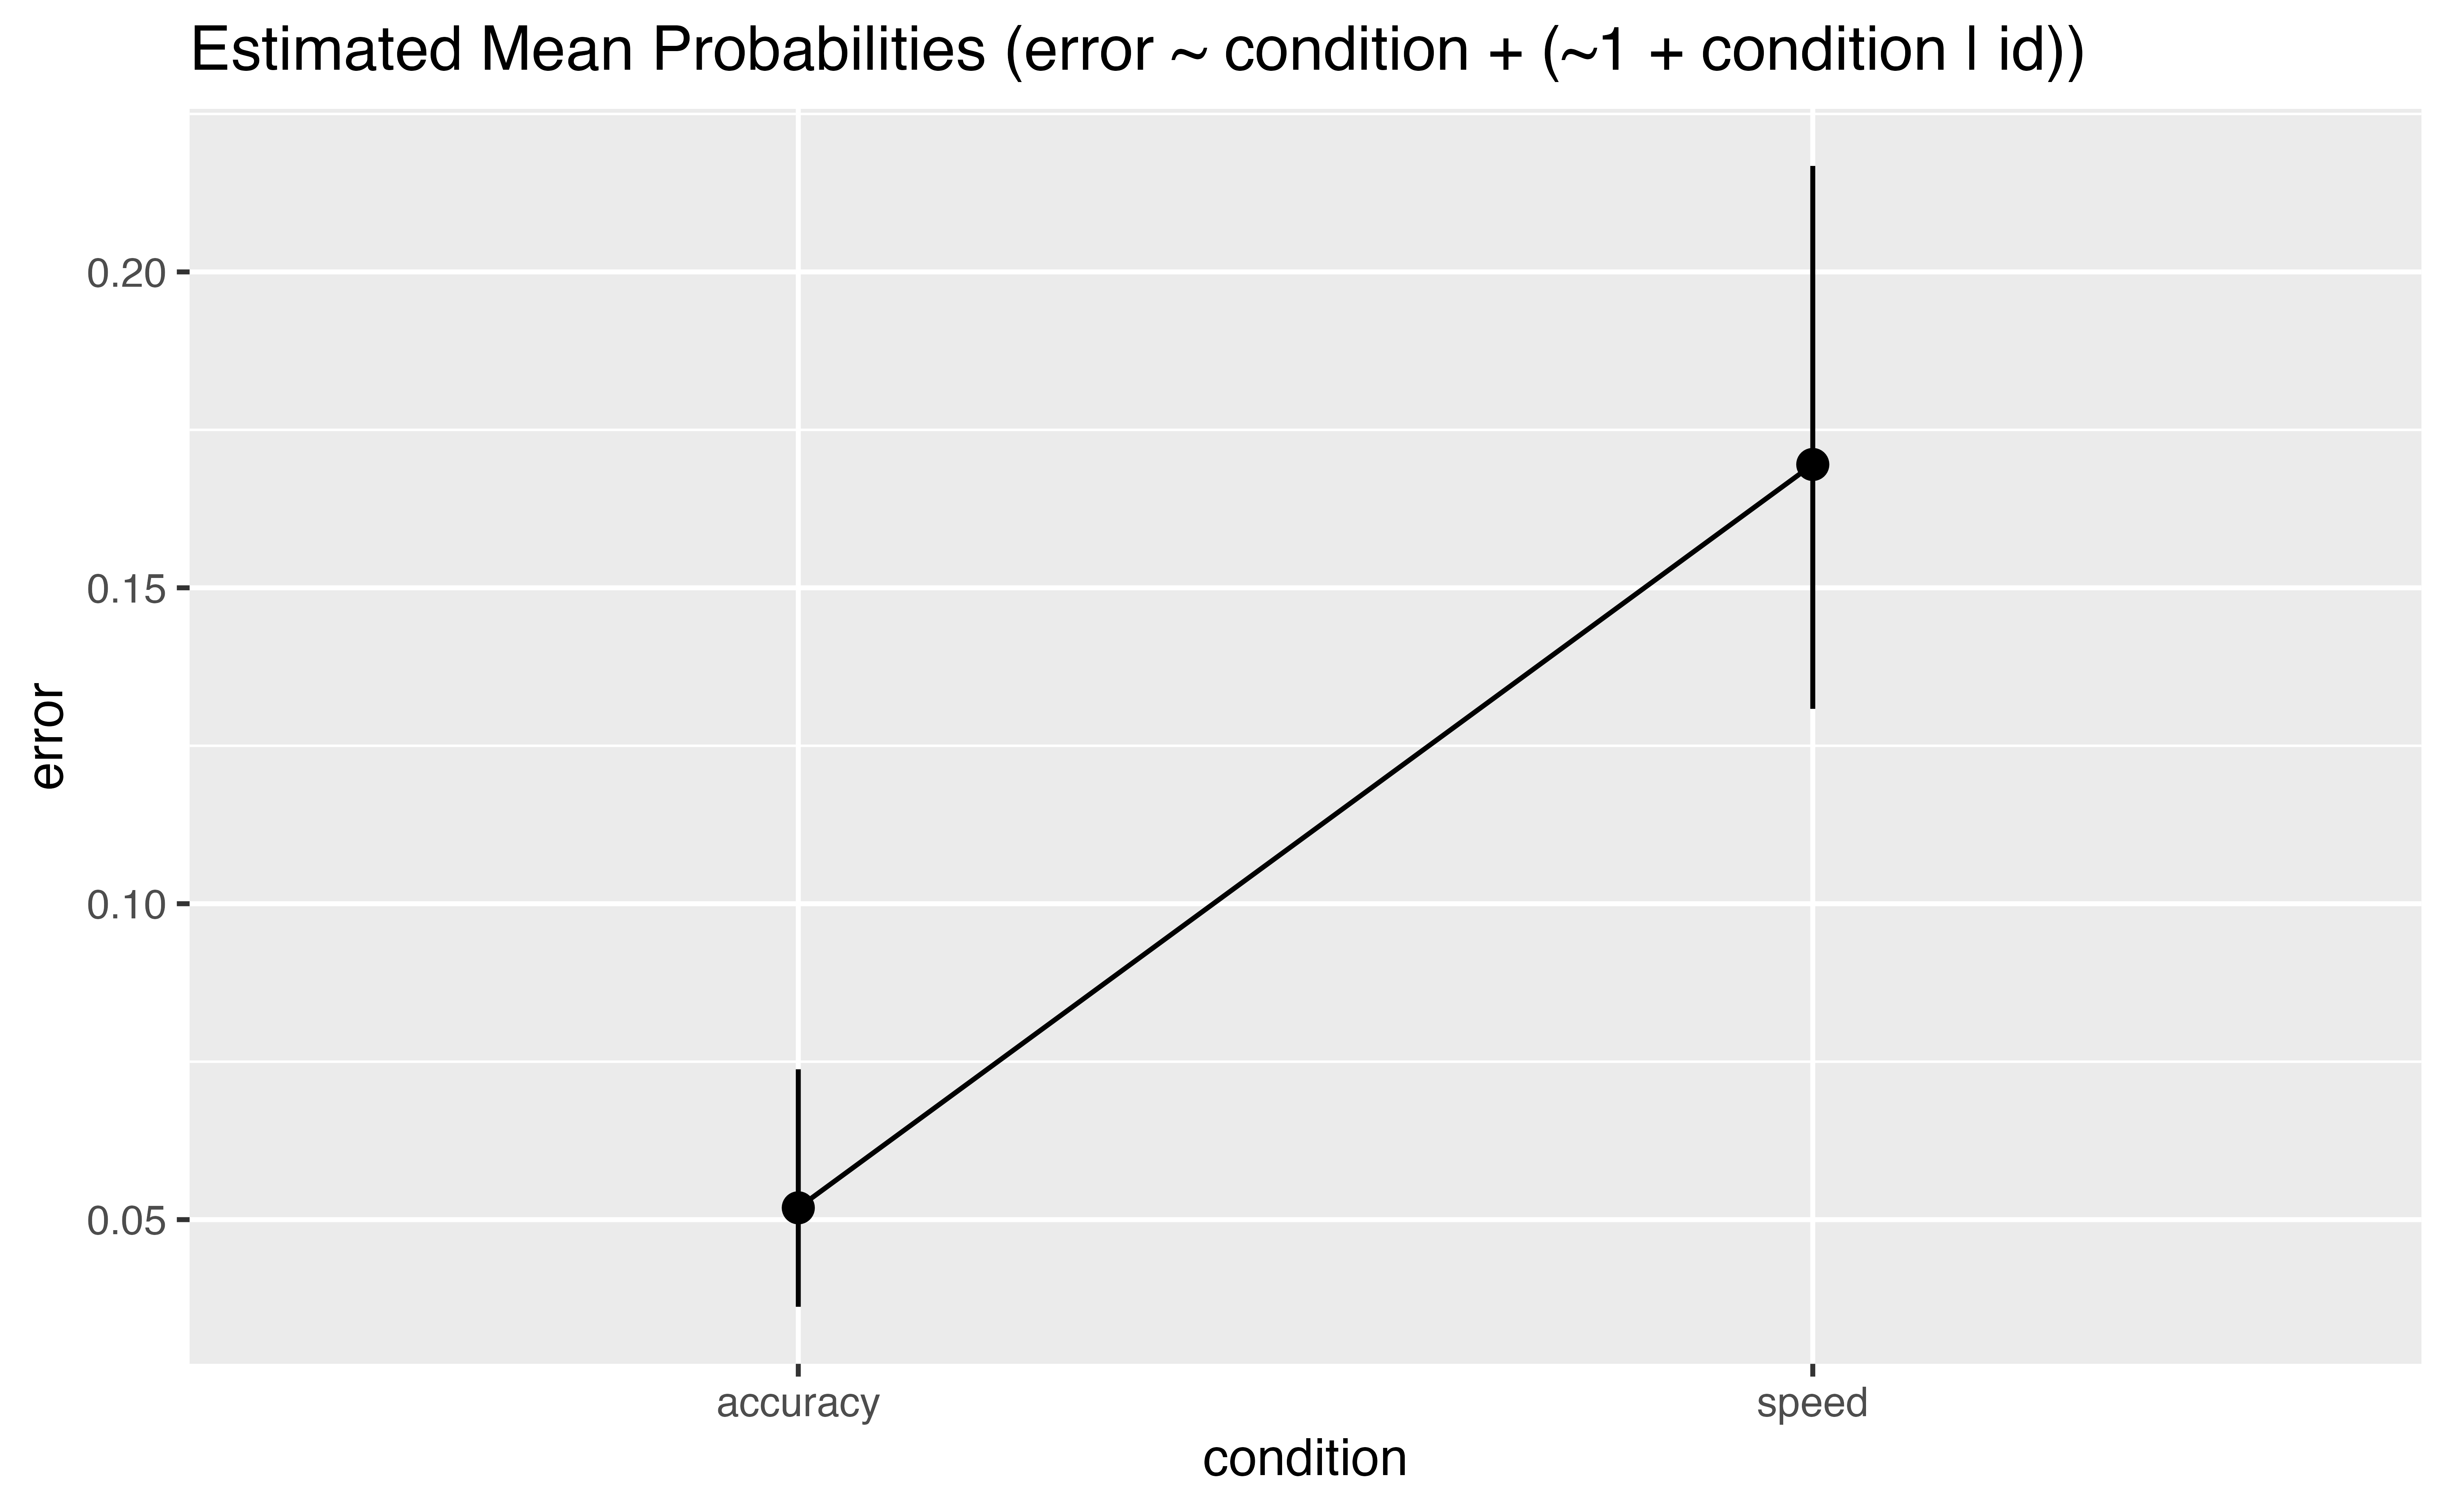 Estimated Mean Probabilities (error ~ condition + (~1 + condition | id))
error
0.20
0.15
0.10
0.05
accuracy speed
condition